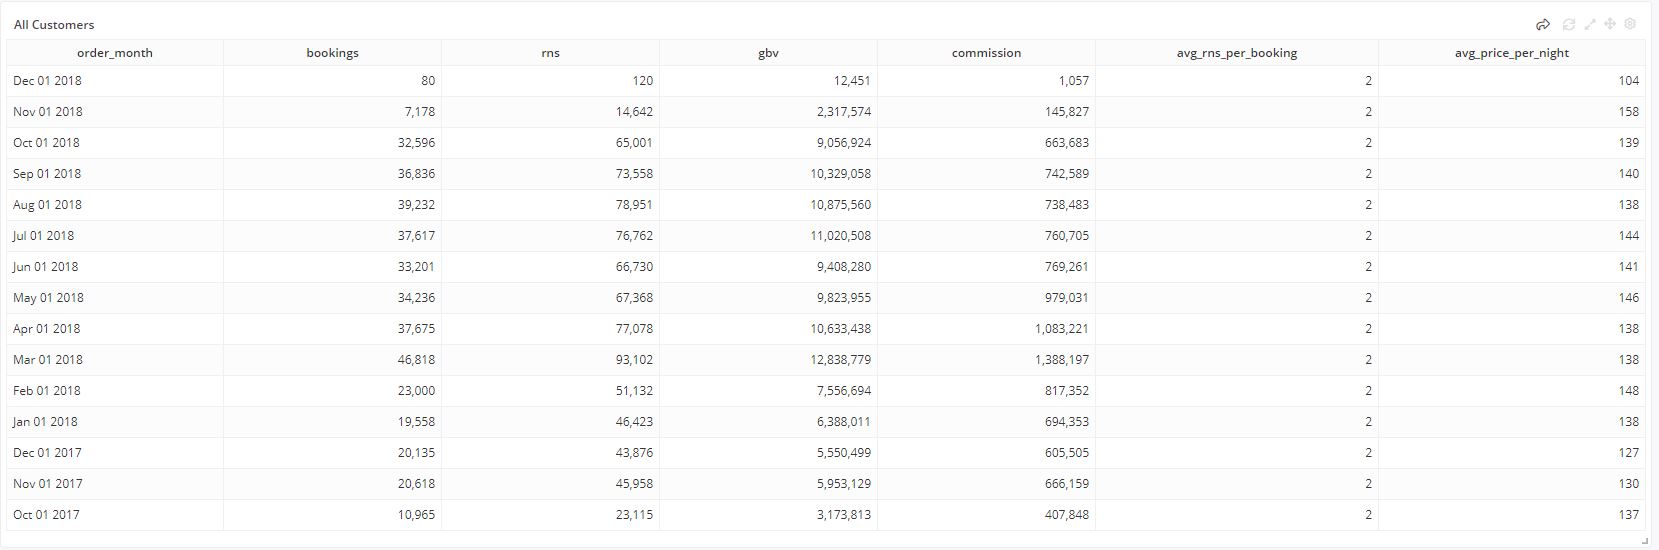 All Customers
order_month bookings rns gbv commission avg_rns_per_booking avg_price_per_night
Dec 01 2018 80 120 12,451 1,057 2 104
Nov 01 2018 7,178 14,642 2,317,574 145,827 2 158
Oct 01 2018 32,596 65,001 9,056,924 663,683 2 139
Sep 01 2018 36,836 73,558 10,329,058 742,589 2 140
Aug 01 2018 39,232 78,951 10,875,560 738,483 2 138
Jul 01 2018 37,617 76,762 11,020,508 760,705 2 144
Jun 01 2018 33,201 66,730 9,408,280 769,261 2 141
May 01 2018 34,236 67,368 9,823,955 979,031 2 146
Apr 01 2018 37,675 77,078 10,633,438 1,083,221 2 138
Mar 01 2018 46,818 93,102 12,838,779 1,388,197 2 138
Feb 01 2018 23,000 51,132 7,556,694 817,352 2 148
Jan 01 2018 19,558 46,423 6,388,011 694,353 2 138
Dec 01 2017 20,135 43,876 5,550,499 605,505 2 127
Nov 01 2017 20,618 45,958 5,953,129 666,159 2 130
Oct 01 2017 10,965 23,115 3,173,813 407,848 2 137